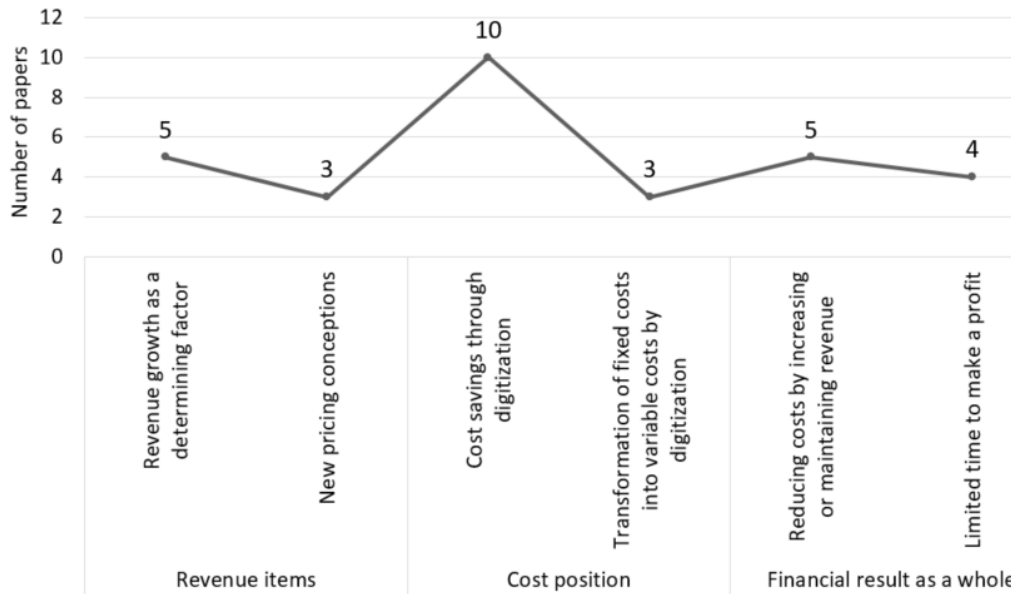 12
10
8
6
4
2
0
Number of papers
5
3
10
3
5
4
Revenue growth as a
determining factor
New pricing conceptions
Cost savings through
digitization
Transformation of fixed costs
into variable costs by
digitization
Reducing costs by increasing
or maintaining revenue
Limited time to make a profit
Revenue items
Cost position
Financial result as a whole